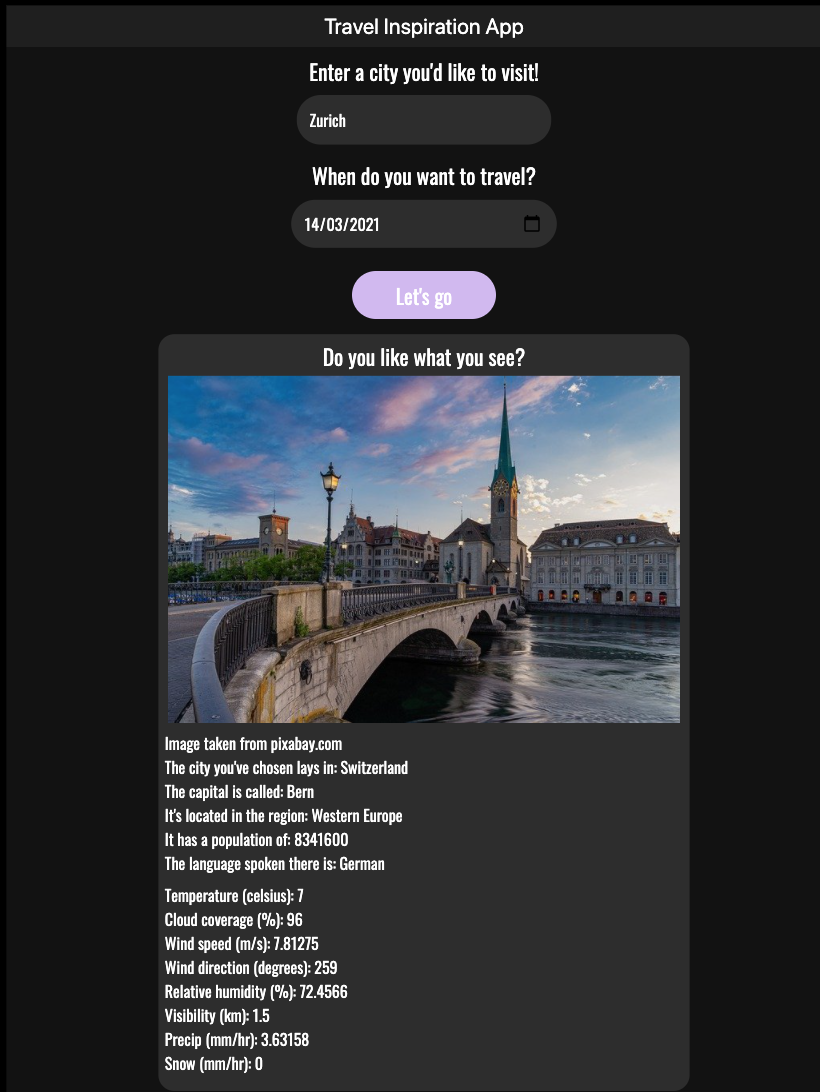 Travel Inspiration App
Enter a city you'd like to visit!
Zurich
When do you want to travel?
14/03/2021
Let's go
Do you like what you see?
Image taken from pixabay.com
The city you've chosen lays in: Switzerland
The capital is called: Bern
It's located in the region: Western Europe
It has a population of: 8341600
The language spoken there is: German
Temperature (celsius): 7
Cloud coverage (%): 96
Wind speed (m/s): 7.81275
Wind direction (degrees): 259
Relative humidity (%): 72.4566
Visibility (km): 1.5
Precip (mm/hr): 3.63158
Snow (mm/hr): 0